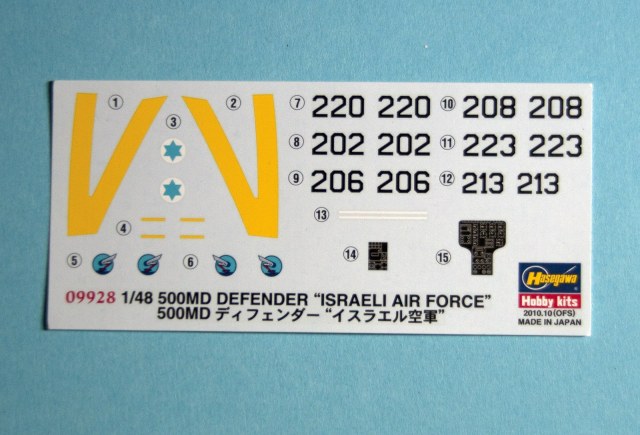 ① ② ③
⑦ 220 220 ⑩ 208 208
⑧ 202 202 ⑪ 223 223
⑨ 206 206 ⑫ 213 213
④ ⑬
⑤ ⑥ ⑭ ⑮
09928 1/48 500MD DEFENDER “ISRAELI AIR FORCE”
500MD ディフェンダー “イスラエル空軍”
Hasegawa
Hobby kits
2010.10(OFS)
MADE IN JAPAN